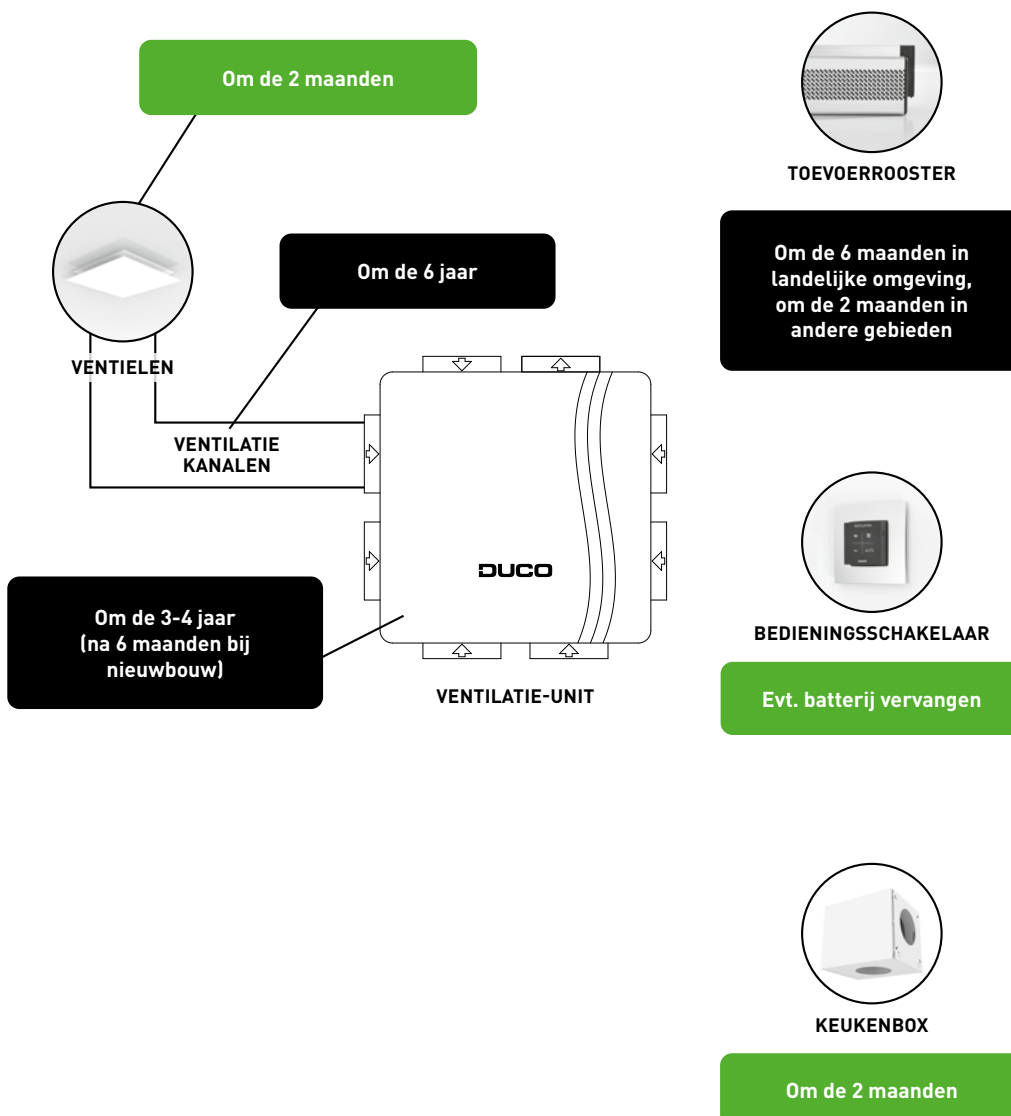 Om de 2 maanden
VENTIELEN
Om de 6 jaar
VENTILATIE
KANALEN
DUCO
Om de 3-4 jaar
(na 6 maanden bij
nieuwbouw)
VENTILATIE-UNIT
TOEVOERROOSTER
Om de 6 maanden in
landelijke omgeving,
om de 2 maanden in
andere gebieden
BEDIENINGSSCHAKELAAR
Evt. batterij vervangen
KEUKENBOX
Om de 2 maanden